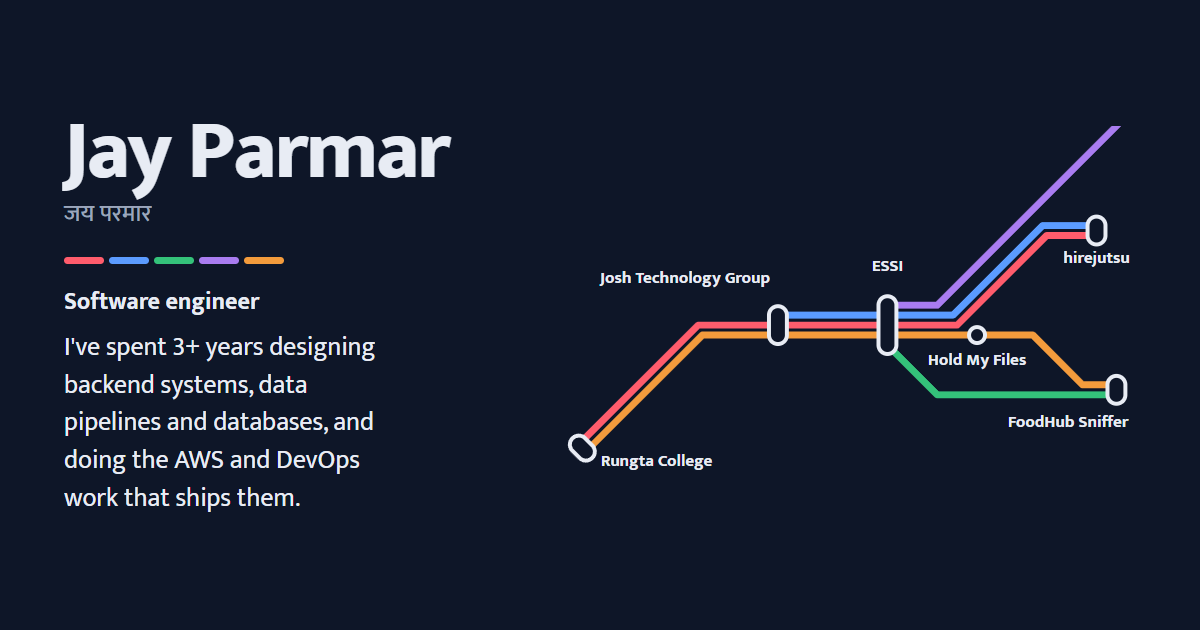 Jay Parmar
जय परमार
Software engineer
I've spent 3+ years designing
backend systems, data
pipelines and databases, and
doing the AWS and DevOps
work that ships them.
Josh Technology Group
ESSI
hirejutsu
Hold My Files
FoodHub Sniffer
Rungta College